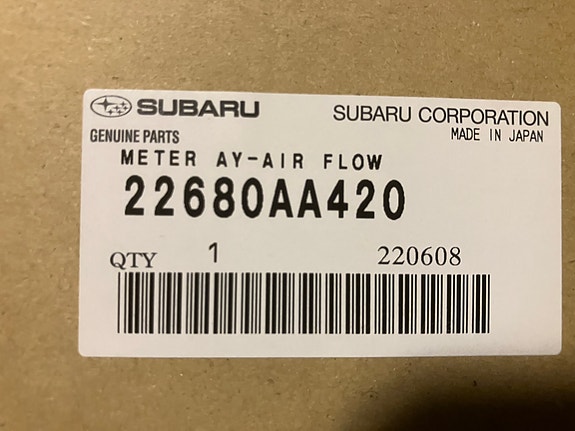 SUBARU SUBARU CORPORATION
GENUINE PARTS MADE IN JAPAN
METER AY-AIR FLOW
22680AA420
QTY 1 220608